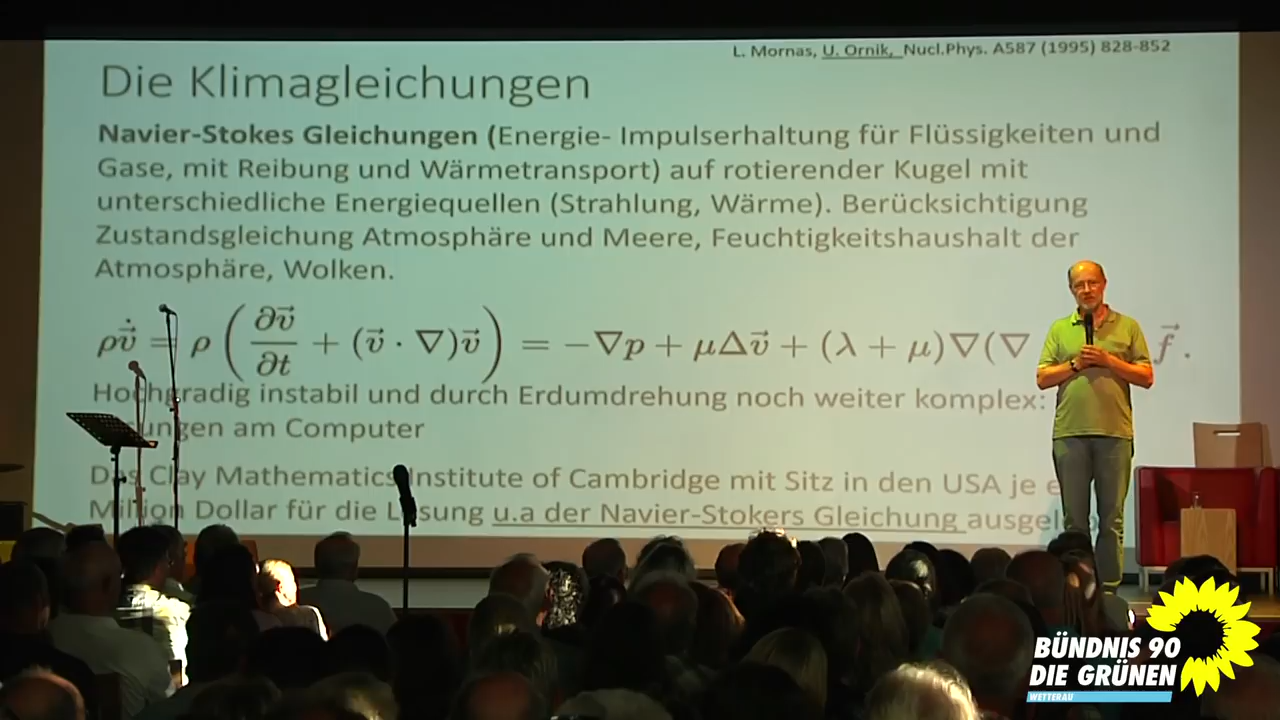 L. Mornas, U. Ornik, Nucl.Phys. A587 (1995) 828-852
Die Klimagleichungen
Navier-Stokes Gleichungen (Energie- Impulserhaltung für Flüssigkeiten und
Gase, mit Reibung und Wärmetransport) auf rotierender Kugel mit
unterschiedliche Energiequellen (Strahlung, Wärme). Berücksichtigung
Zustandsgleichung Atmosphäre und Meere, Feuchtigkeitshaushalt der
Atmosphäre, Wolken.
ρv⃗̇ = ρ ( ∂v⃗/∂t + (v⃗ · ∇)v⃗ ) = −∇p + μΔv⃗ + (λ + μ)∇(∇ f⃗ .
Hochgradig instabil und durch Erdumdrehung noch weiter komplex:
am Computer
Das Clay Mathematics Institute of Cambridge mit Sitz in den USA je
Million Dollar für die Lösung u.a der Navier-Stokers Gleichung
BÜNDNIS 90
DIE GRÜNEN
WETTERAU